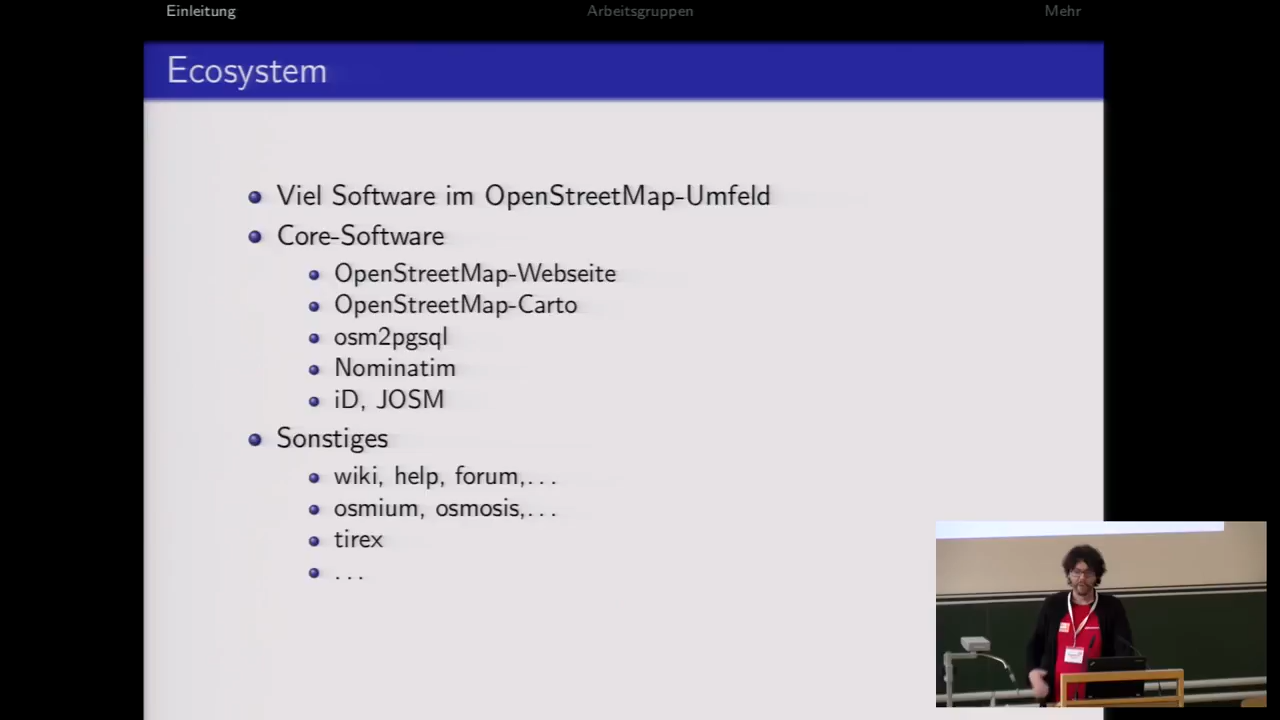 Einleitung
Arbeitsgruppen
Mehr
Ecosystem
Viel Software im OpenStreetMap-Umfeld
Core-Software
OpenStreetMap-Webseite
OpenStreetMap-Carto
osm2pgsql
Nominatim
iD, JOSM
Sonstiges
wiki, help, forum,...
osmium, osmosis,...
tirex
...